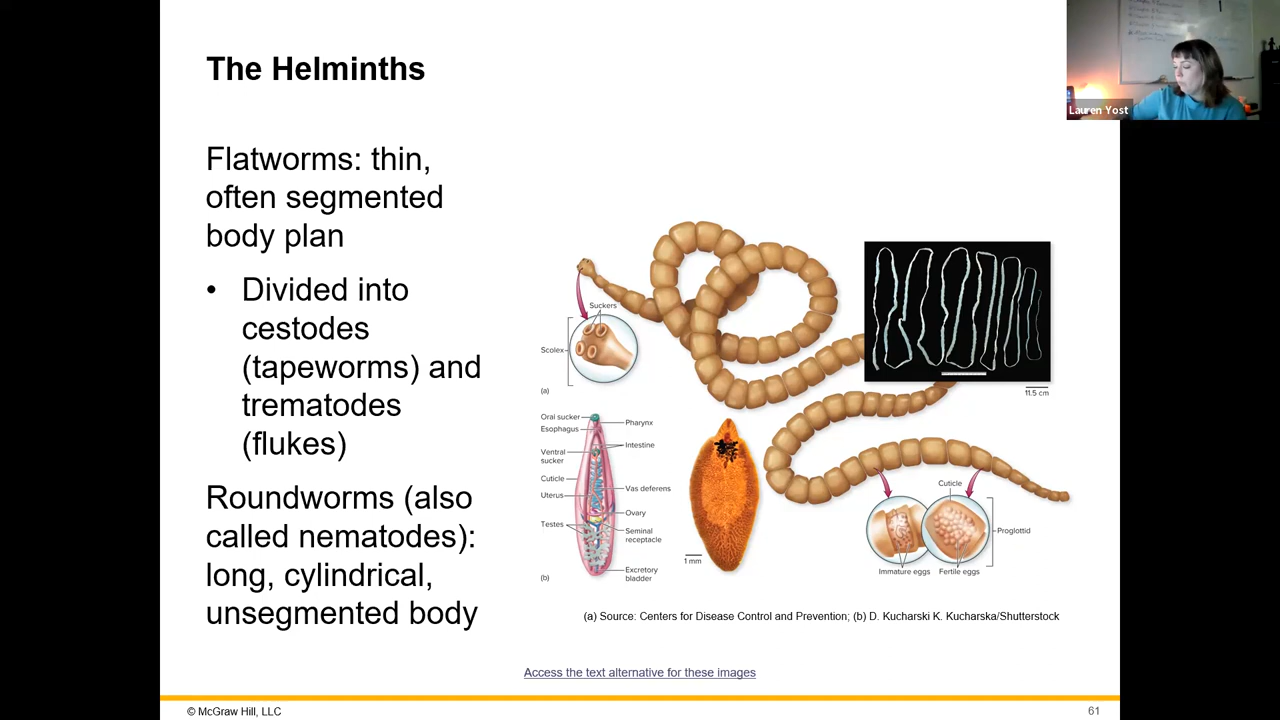 The Helminths
Lauren Yost
Flatworms: thin,
often segmented
body plan
• Divided into
cestodes
(tapeworms) and
trematodes
(flukes)
Roundworms (also
called nematodes):
long, cylindrical,
unsegmented body
Suckers
Scolex
(a)
11.5 cm
Oral sucker
Esophagus
Ventral
sucker
Cuticle
Uterus
Testes
(b)
Pharynx
Intestine
Vas deferens
Ovary
Seminal
receptacle
Excretory
bladder
1 mm
Cuticle
Proglottid
Immature eggs
Fertile eggs
(a) Source: Centers for Disease Control and Prevention; (b) D. Kucharski K. Kucharska/Shutterstock
Access the text alternative for these images
© McGraw Hill, LLC
61